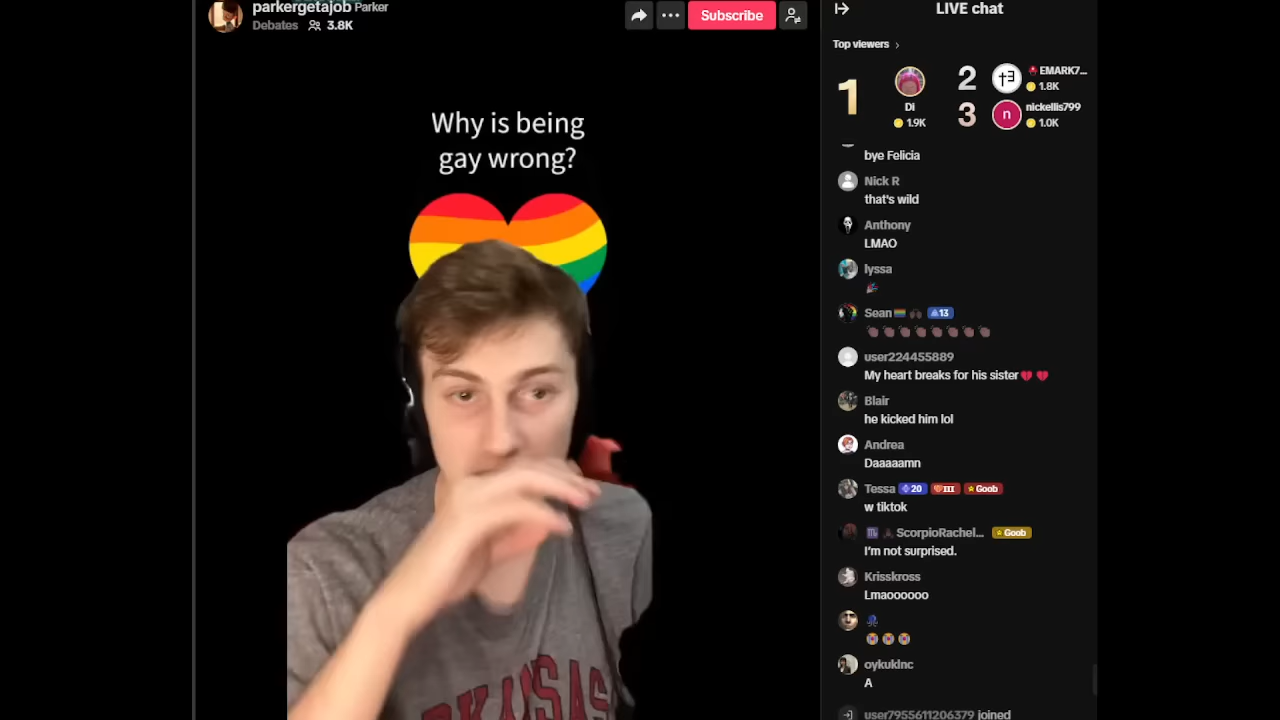 parkergetajob Parker
Debates 3.8K
Subscribe
Why is being
gay wrong?
ARKANSAS
LIVE chat
Top viewers
1
Di
1.9K
2
EMARK7...
1.8K
3
n
nickellis799
1.0K
bye Felicia
Nick R
that's wild
Anthony
LMAO
lyssa
Sean 13
user224455889
My heart breaks for his sister
Blair
he kicked him lol
Andrea
Daaaaamn
Tessa 20 III Goob
w tiktok
ScorpioRachel... Goob
I'm not surprised.
Krisskross
Lmaoooooo
oykuklnc
A
user7955611206379 joined